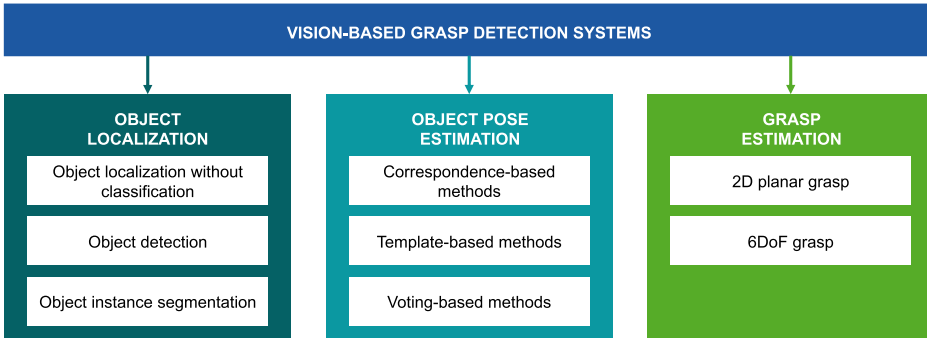 VISION-BASED GRASP DETECTION SYSTEMS
OBJECT
LOCALIZATION
Object localization without
classification
Object detection
Object instance segmentation
OBJECT POSE
ESTIMATION
Correspondence-based
methods
Template-based methods
Voting-based methods
GRASP
ESTIMATION
2D planar grasp
6DoF grasp